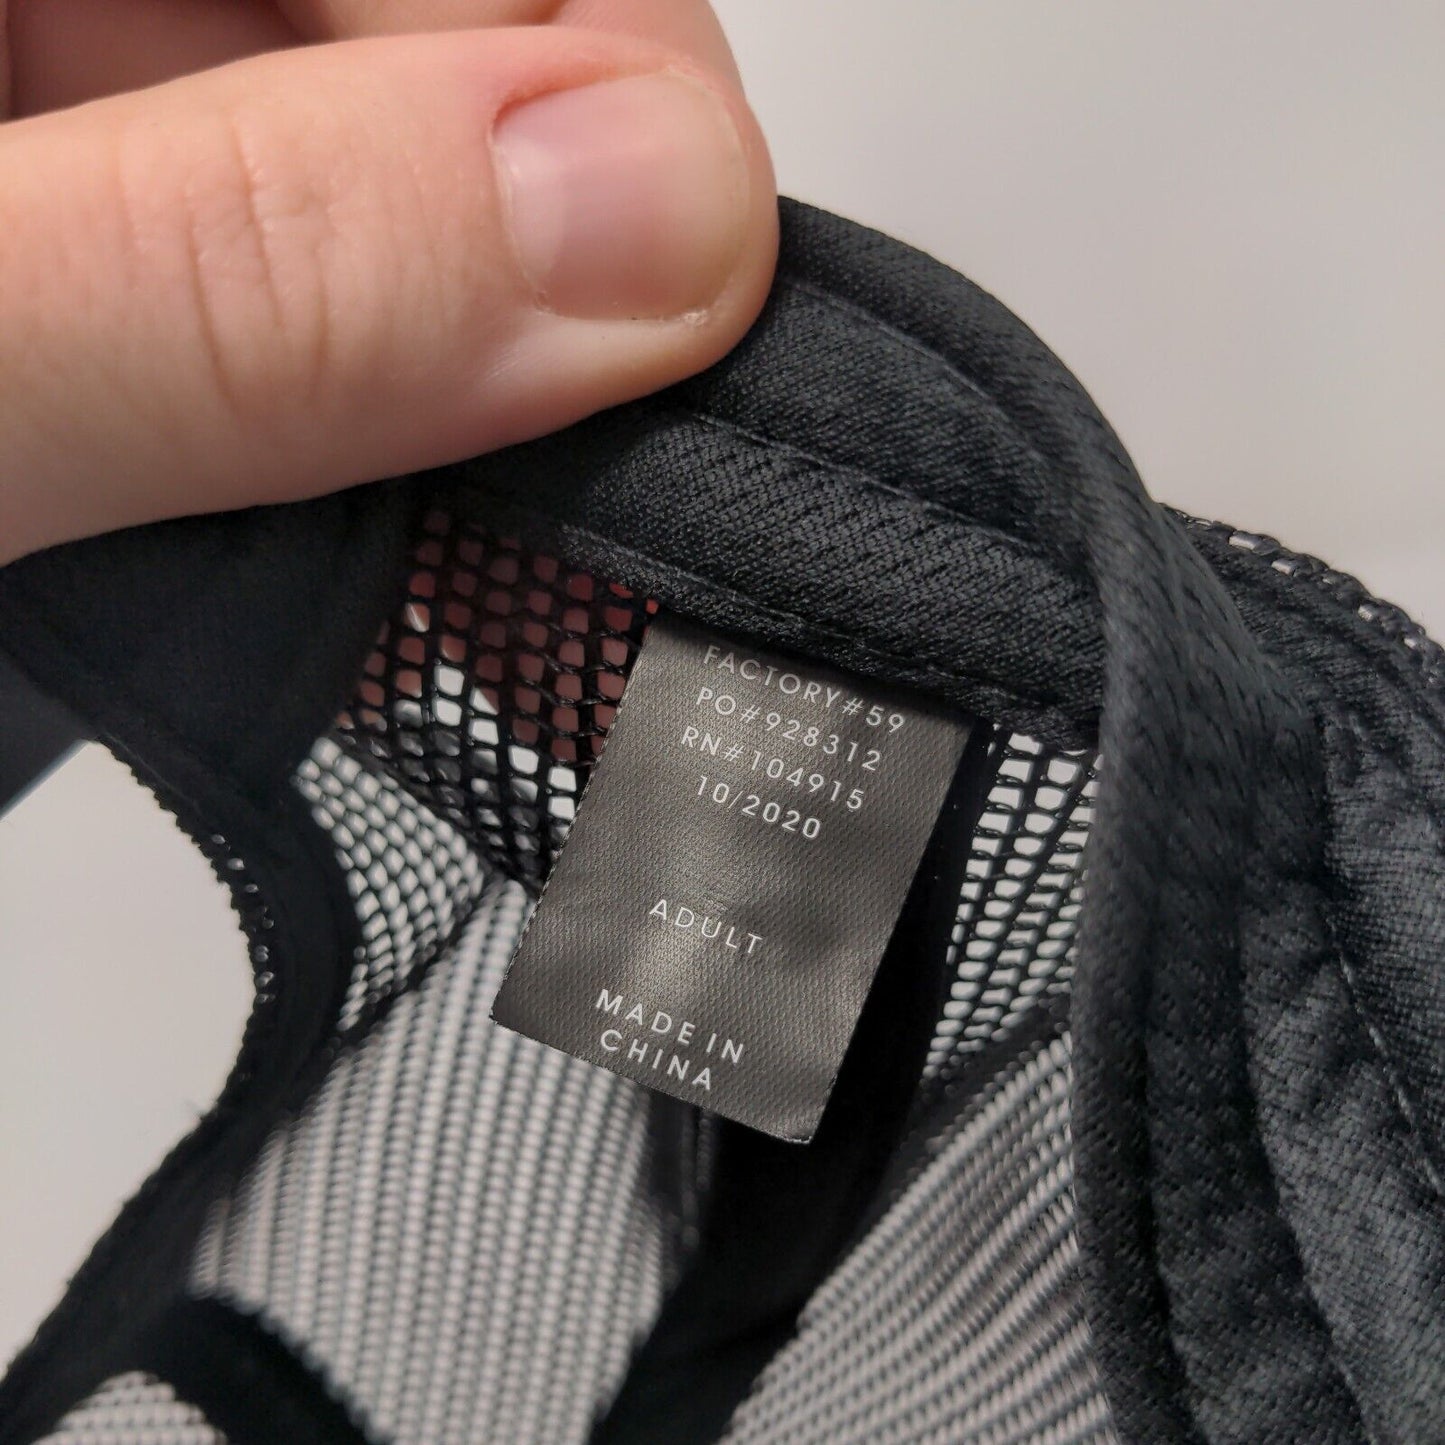 FACTORY#59
PO#928312
RN#104915
10/2020
ADULT
MADE IN
CHINA